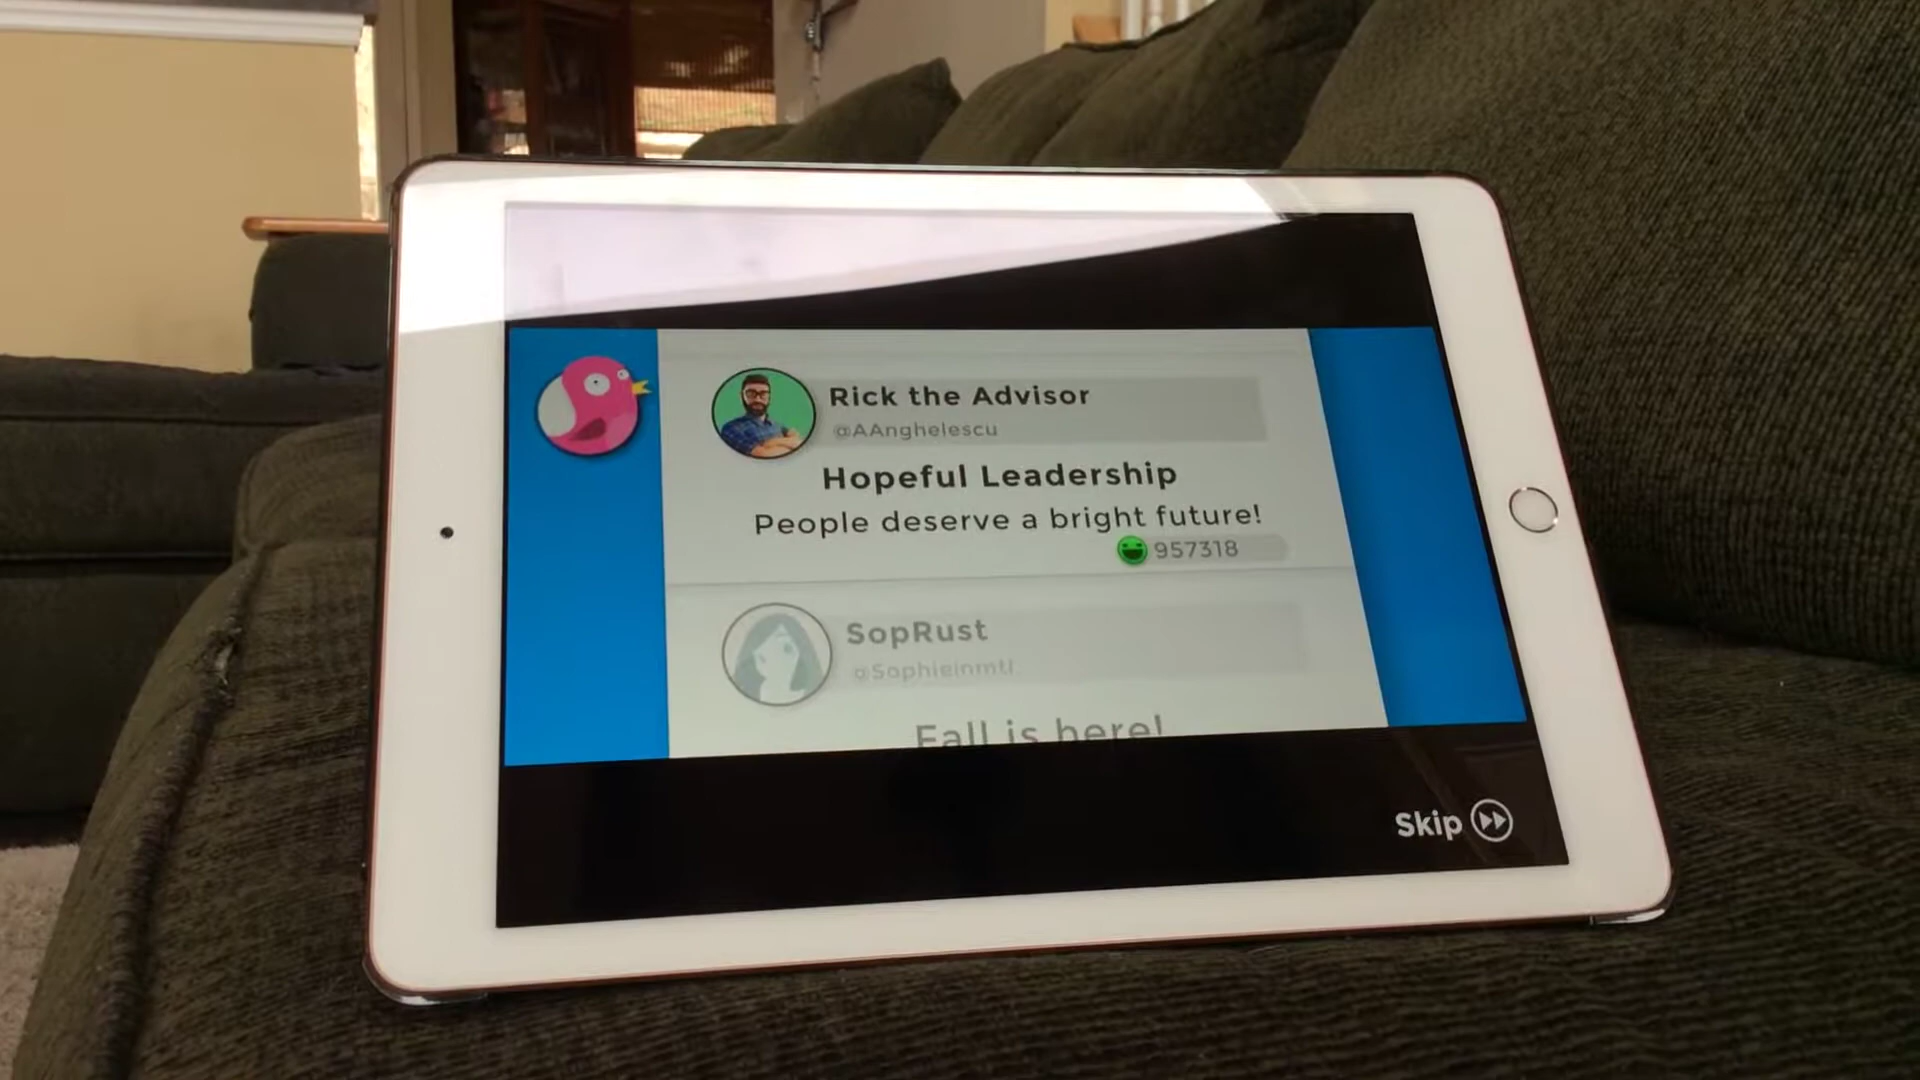 Rick the Advisor
@AAnghelescu
Hopeful Leadership
People deserve a bright future!
957318
SopRust
@Sophieinmtl
Fall is here!
Skip